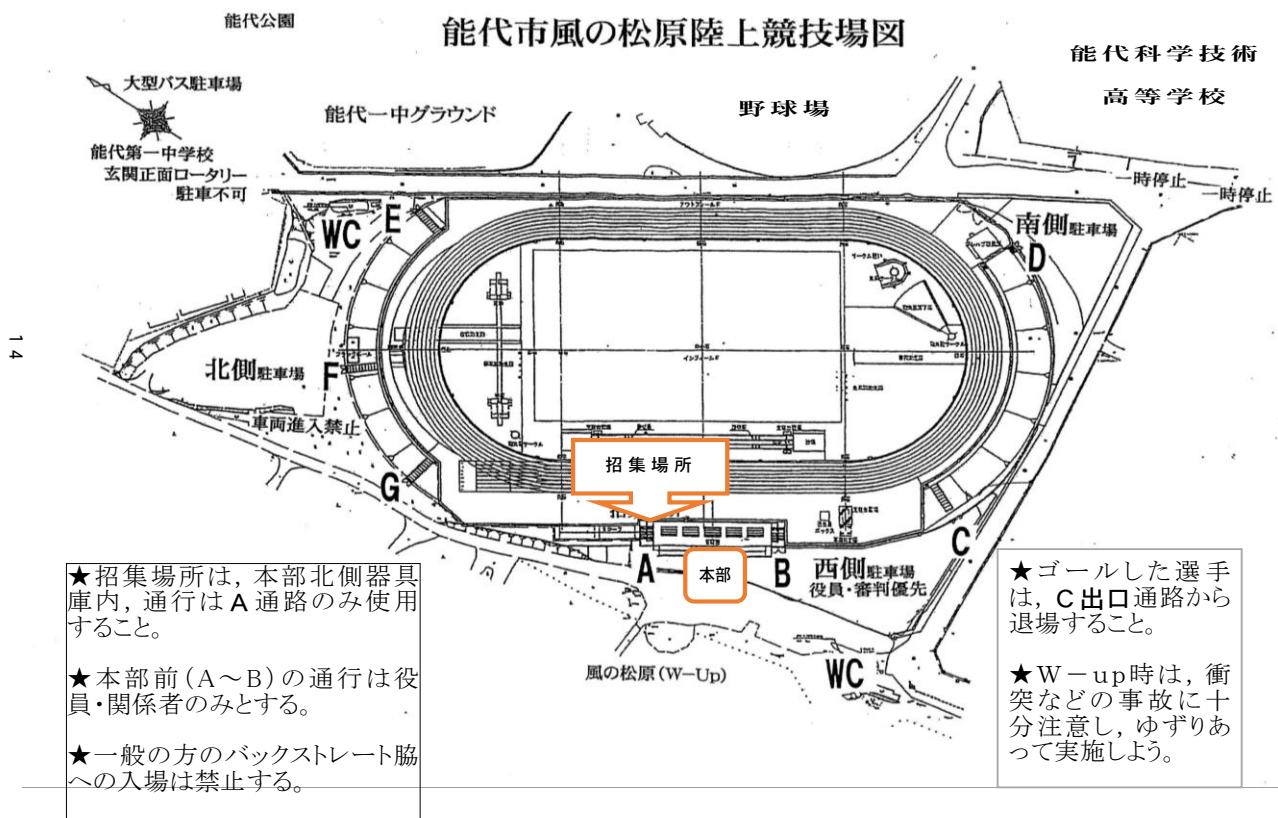 能代公園
能代市風の松原陸上競技場図
能代科学技術
高等学校
大型バス駐車場
能代一中グラウンド
野球場
能代第一中学校
玄関正面ロータリー
駐車不可
一時停止
一時停止
WC
E
南側駐車場
D
北側駐車場
F
車両進入禁止
G
招集場所
A
本部
B
西側駐車場
役員・審判優先
C
風の松原(W-Up)
WC
★招集場所は，本部北側器具
庫内，通行はA通路のみ使用
すること。
★本部前(A～B)の通行は役
員・関係者のみとする。
★一般の方のバックストレート脇
への入場は禁止する。
★ゴールした選手
は，C出口通路から
退場すること。
★W－up時は，衝
突などの事故に十
分注意し，ゆずりあ
って実施しよう。
14